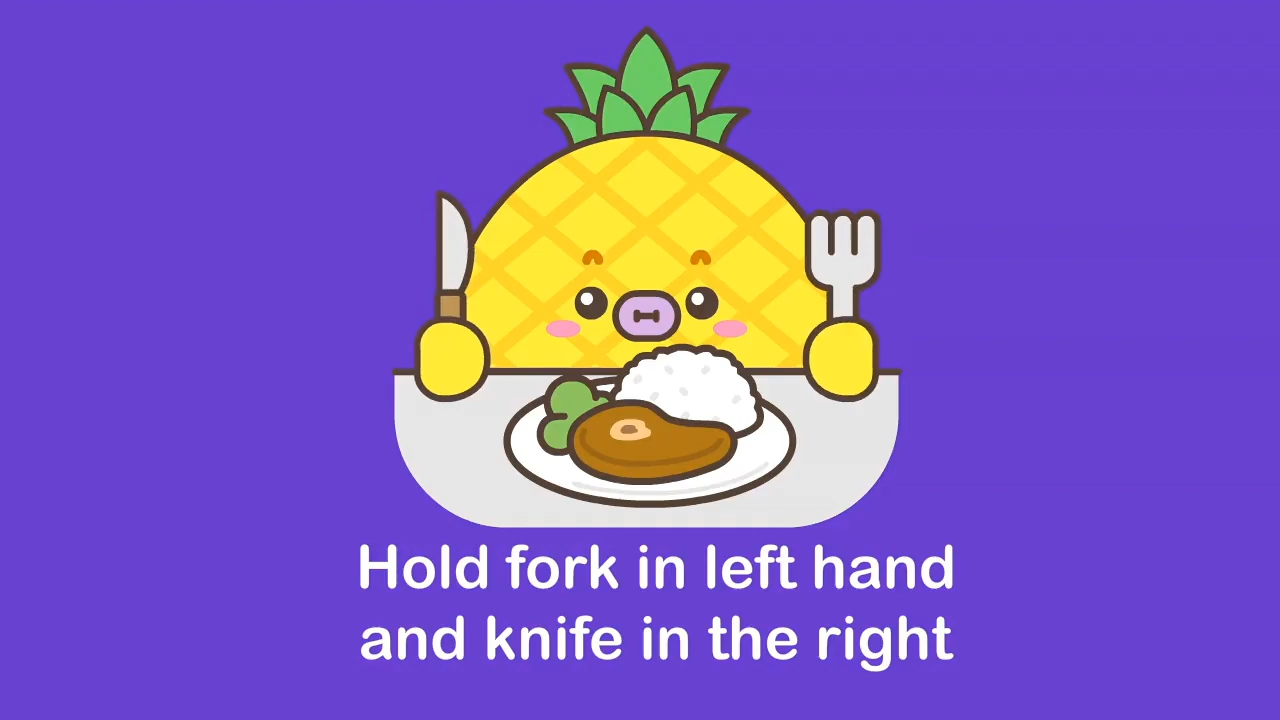 Hold fork in left hand
and knife in the right